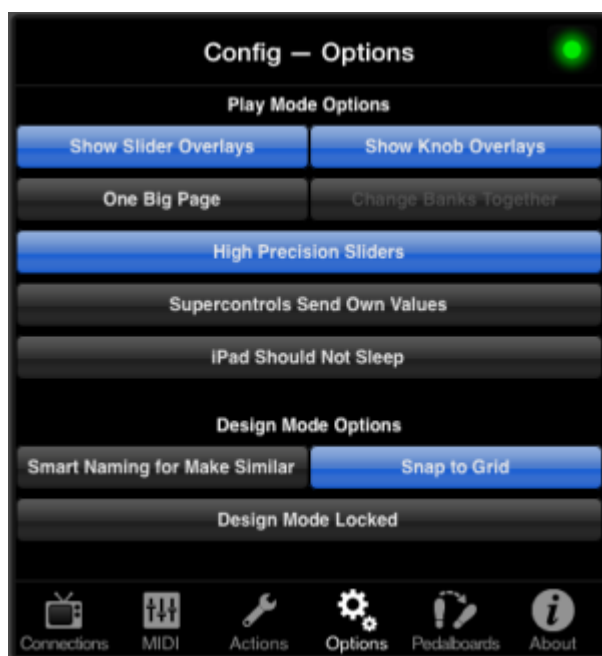 Config — Options
Play Mode Options
Show Slider Overlays
Show Knob Overlays
One Big Page
Change Banks Together
High Precision Sliders
Supercontrols Send Own Values
iPad Should Not Sleep
Design Mode Options
Smart Naming for Make Similar
Snap to Grid
Design Mode Locked
Connections
MIDI
Actions
Options
Pedalboards
About